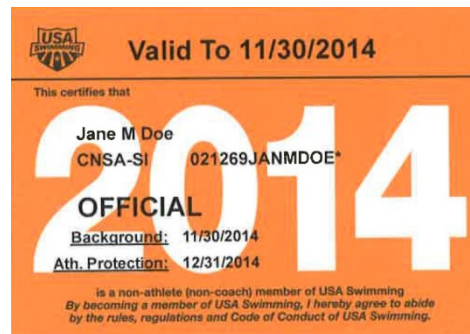 USA
SWIMMING
Valid To 11/30/2014
This certifies that
2014
Jane M Doe
CNSA-SI 021269JANMDOE*
OFFICIAL
Background: 11/30/2014
Ath. Protection: 12/31/2014
is a non-athlete (non-coach) member of USA Swimming
By becoming a member of USA Swimming, I hereby agree to abide
by the rules, regulations and Code of Conduct of USA Swimming.